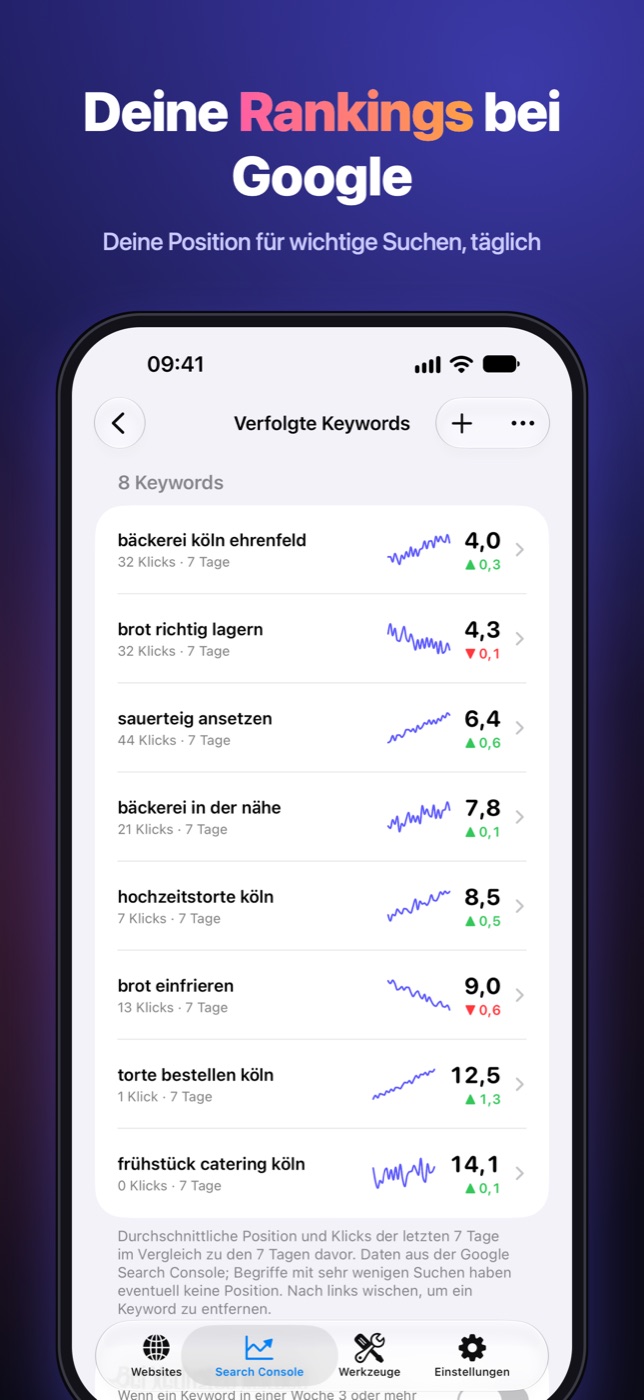 Deine Rankings bei
Google
Deine Position für wichtige Suchen, täglich
09:41
Verfolgte Keywords
8 Keywords
bäckerei köln ehrenfeld
32 Klicks · 7 Tage
4,0
▲ 0,3
brot richtig lagern
32 Klicks · 7 Tage
4,3
▼ 0,1
sauerteig ansetzen
44 Klicks · 7 Tage
6,4
▲ 0,6
bäckerei in der nähe
21 Klicks · 7 Tage
7,8
▲ 0,1
hochzeitstorte köln
7 Klicks · 7 Tage
8,5
▲ 0,5
brot einfrieren
13 Klicks · 7 Tage
9,0
▼ 0,6
torte bestellen köln
1 Klick · 7 Tage
12,5
▲ 1,3
frühstück catering köln
0 Klicks · 7 Tage
14,1
▲ 0,1
Durchschnittliche Position und Klicks der letzten 7 Tage
im Vergleich zu den 7 Tagen davor. Daten aus der Google
Search Console; Begriffe mit sehr wenigen Suchen haben
eventuell keine Position. Nach links wischen, um ein
Keyword zu entfernen.
Websites
Search Console
Werkzeuge
Einstellungen
Wenn ein Keyword in einer Woche 3 oder mehr